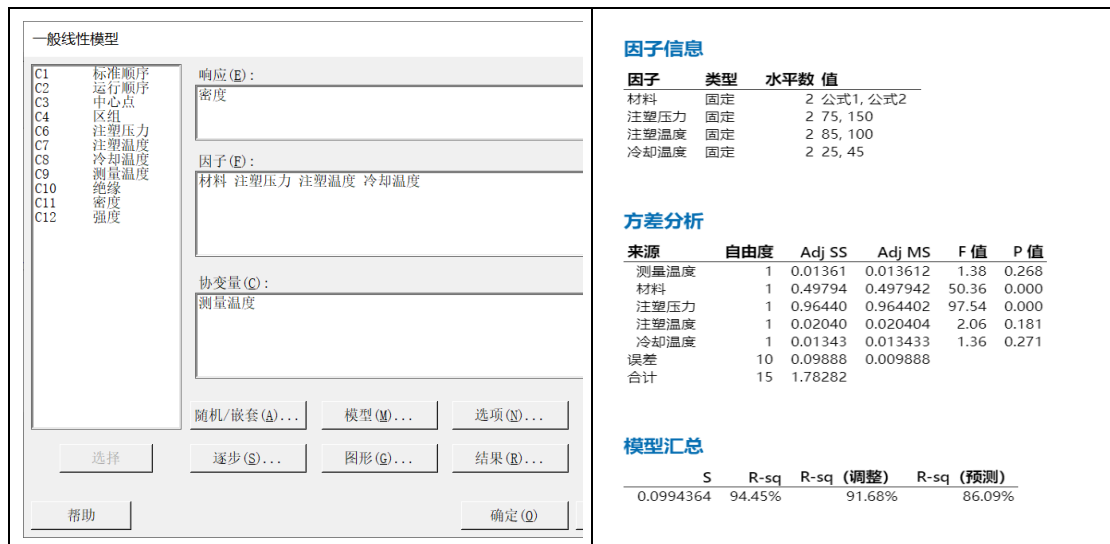 一般线性模型
C1 标准顺序
C2 运行顺序
C3 中心点
C4 区组
C6 注塑压力
C7 注塑温度
C8 冷却温度
C9 测量温度
C10 绝缘
C11 密度
C12 强度
响应(E):
密度
因子(F):
材料 注塑压力 注塑温度 冷却温度
协变量(C):
测量温度
随机/嵌套(A)... 模型(M)... 选项(N)...
选择 逐步(S)... 图形(G)... 结果(R)...
帮助 确定(O)
因子信息
因子 类型 水平数 值
材料 固定 2 公式1, 公式2
注塑压力 固定 2 75, 150
注塑温度 固定 2 85, 100
冷却温度 固定 2 25, 45
方差分析
来源 自由度 Adj SS Adj MS F 值 P 值
测量温度 1 0.01361 0.013612 1.38 0.268
材料 1 0.49794 0.497942 50.36 0.000
注塑压力 1 0.96440 0.964402 97.54 0.000
注塑温度 1 0.02040 0.020404 2.06 0.181
冷却温度 1 0.01343 0.013433 1.36 0.271
误差 10 0.09888 0.009888
合计 15 1.78282
模型汇总
S R-sq R-sq (调整) R-sq (预测)
0.0994364 94.45% 91.68% 86.09%